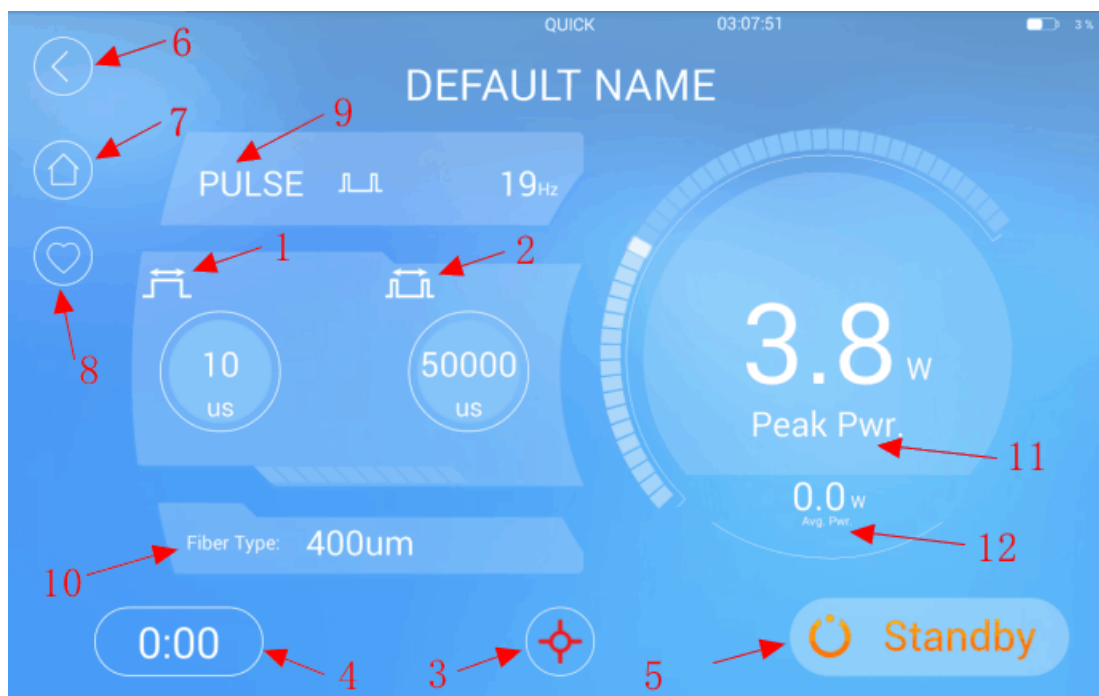 QUICK 03:07:51 3%
6
DEFAULT NAME
7
9
PULSE 19Hz
1 2
8
10 us
50000 us
3.8 W
Peak Pwr.
11
0.0 W
Avg. Pwr.
12
Fiber Type: 400um
10
0:00
4
3
5
Standby